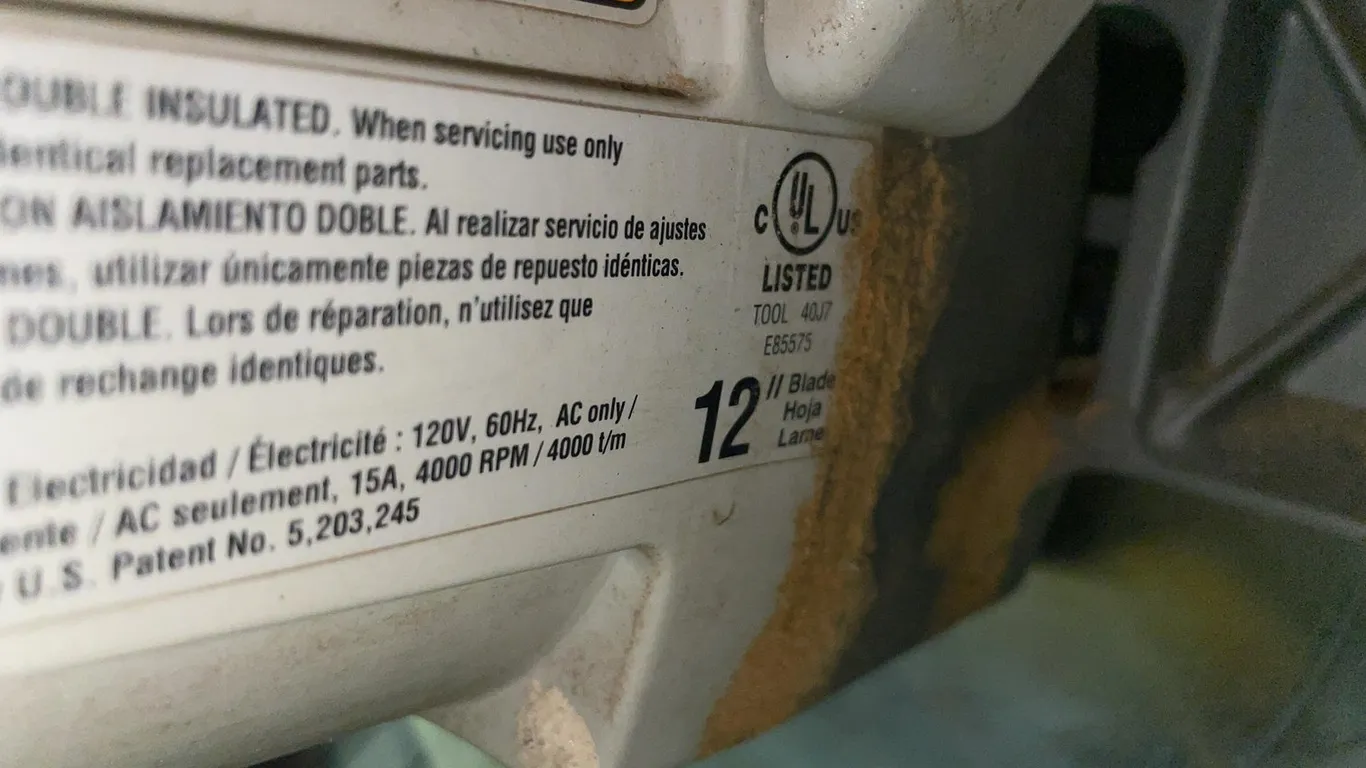 OUBLE INSULATED. When servicing use only
identical replacement parts.
ON AISLAMIENTO DOBLE. Al realizar servicio de ajustes
nes, utilizar únicamente piezas de repuesto idénticas.
DOUBLE. Lors de réparation, n'utilisez que
de rechange identiques.
Electricidad / Électricité : 120V, 60Hz, AC only /
ente / AC seulement, 15A, 4000 RPM / 4000 t/m
U.S. Patent No. 5,203,245
C UL ® US
LISTED
TOOL 40J7
E85575
12 // Blade
Hoja
Lame